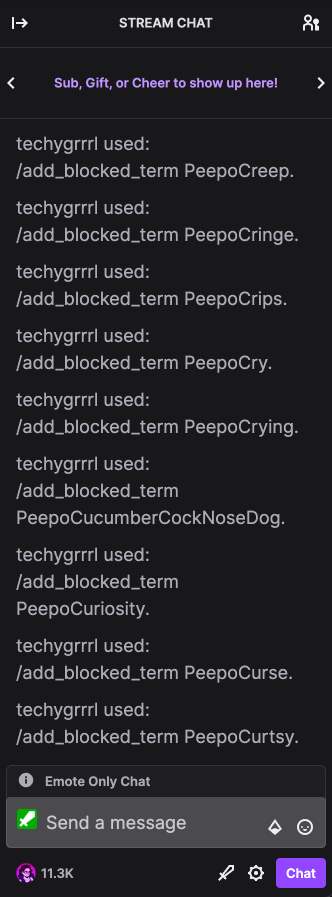 STREAM CHAT
Sub, Gift, or Cheer to show up here!
techygrrrl used:
/add_blocked_term PeepoCreep.
techygrrrl used:
/add_blocked_term PeepoCringe.
techygrrrl used:
/add_blocked_term PeepoCrips.
techygrrrl used:
/add_blocked_term PeepoCry.
techygrrrl used:
/add_blocked_term PeepoCrying.
techygrrrl used:
/add_blocked_term
PeepoCucumberCockNoseDog.
techygrrrl used:
/add_blocked_term
PeepoCuriosity.
techygrrrl used:
/add_blocked_term PeepoCurse.
techygrrrl used:
/add_blocked_term PeepoCurtsy.
Emote Only Chat
Send a message
11.3K
Chat